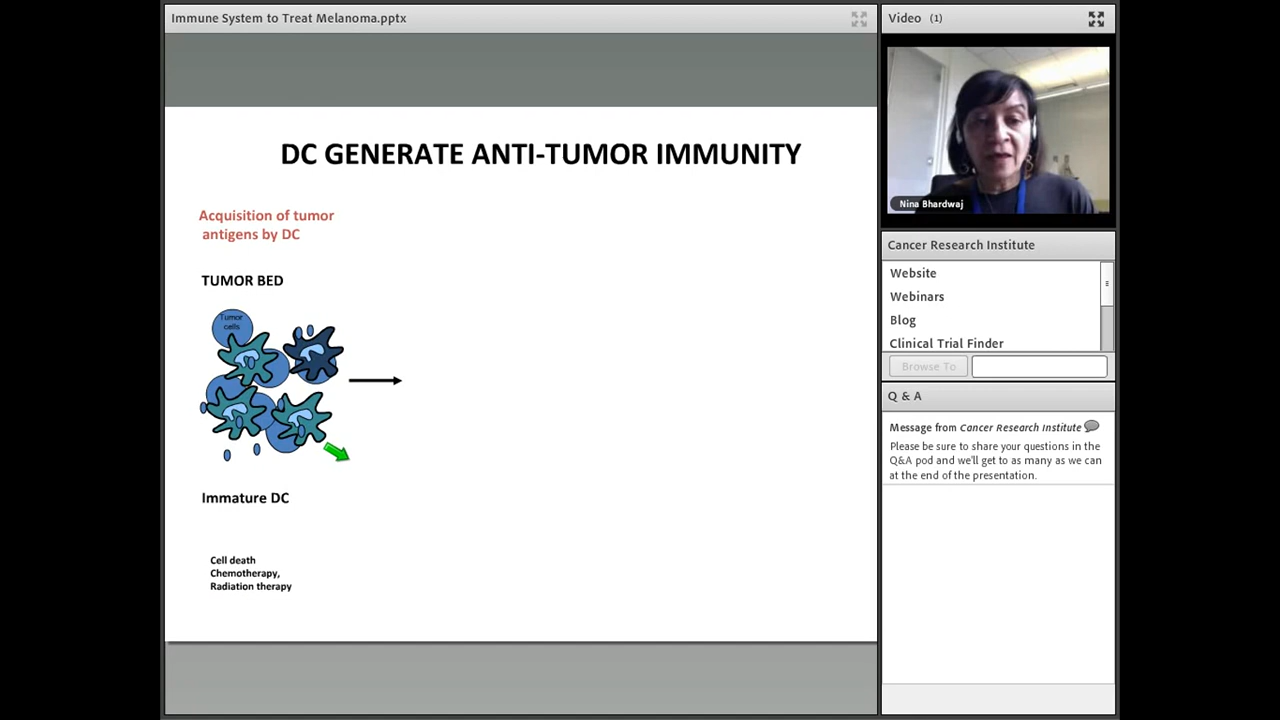 Immune System to Treat Melanoma.pptx
DC GENERATE ANTI-TUMOR IMMUNITY
Acquisition of tumor
antigens by DC
TUMOR BED
Tumor
cells
Immature DC
Cell death
Chemotherapy,
Radiation therapy
Video (1)
Nina Bhardwaj
Cancer Research Institute
Website
Webinars
Blog
Clinical Trial Finder
Browse To
Q & A
Message from Cancer Research Institute
Please be sure to share your questions in the
Q&A pod and we'll get to as many as we can
at the end of the presentation.